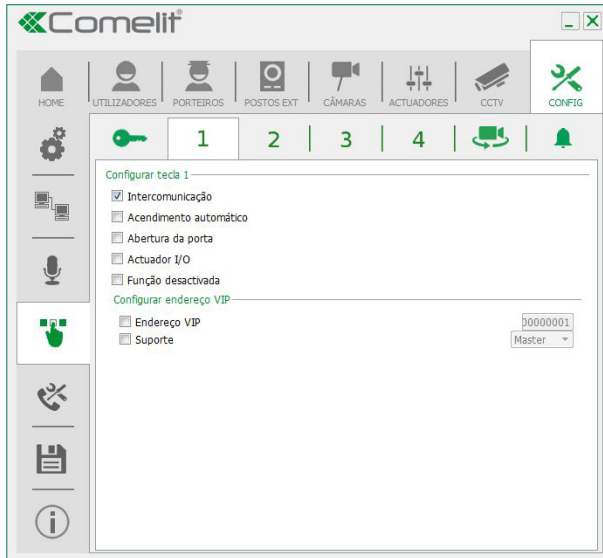 Comelit
HOME UTILIZADORES PORTEIROS POSTOS EXT CÂMARAS ACTUADORES CCTV CONFIG
1 2 3 4
Configurar tecla 1
Intercomunicação
Acendimento automático
Abertura da porta
Actuador I/O
Função desactivada
Configurar endereço VIP
Endereço VIP 00000001
Suporte Master